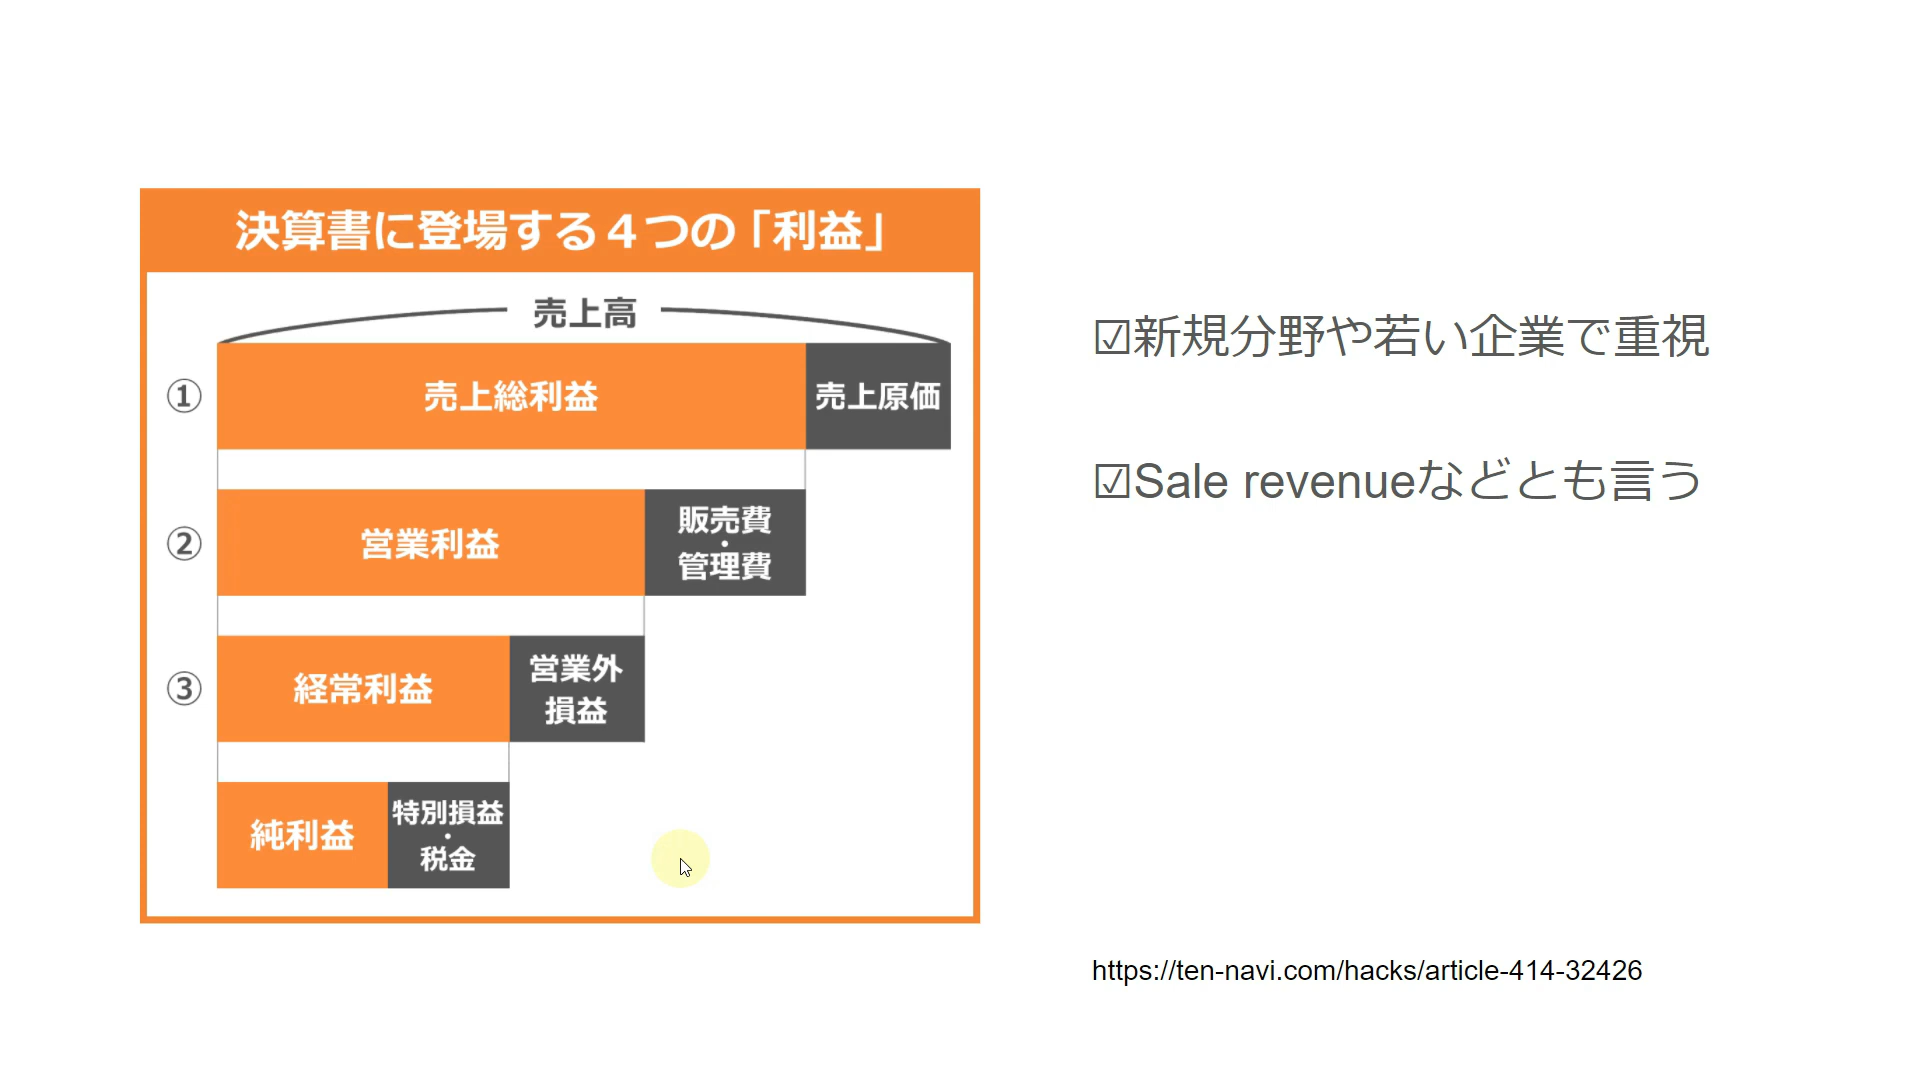 決算書に登場する４つの「利益」
売上高
①
売上総利益
売上原価
②
営業利益
販売費
・
管理費
③
経常利益
営業外
損益
純利益
特別損益
・
税金
☑新規分野や若い企業で重視
☑Sale revenueなどとも言う
https://ten-navi.com/hacks/article-414-32426